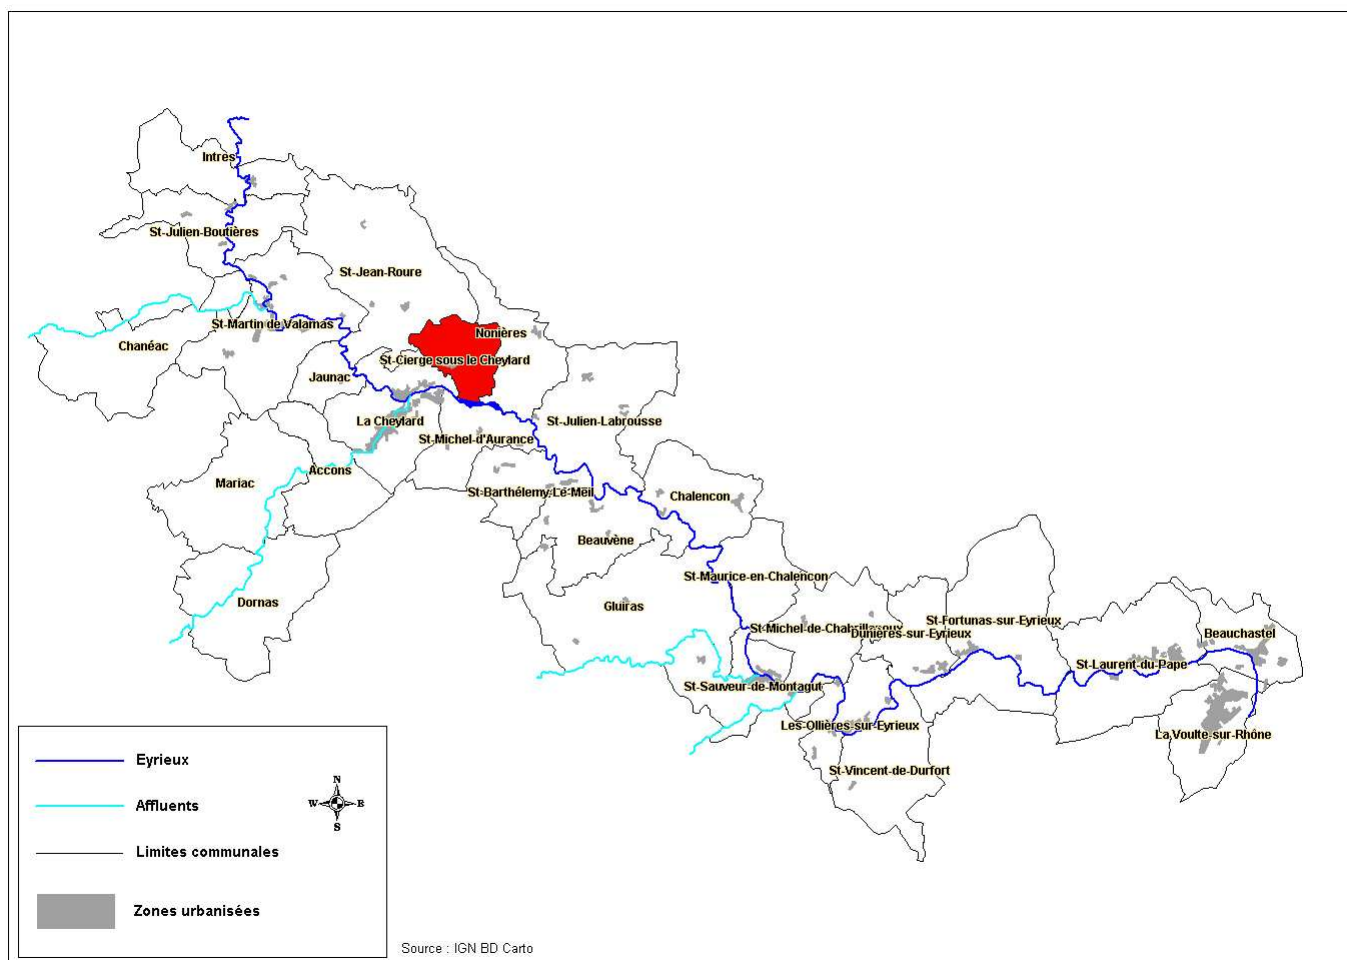 Intres
St-Julien-Boutières
St-Jean-Roure
St-Martin de Valamas
Chanéac
Nonières
St-Cierge sous le Cheylard
Jaunac
La Cheylard
St-Julien-Labrousse
St-Michel-d'Aurance
Accons
Mariac
St-Barthélemy-Le-Meil
Chalencon
Beauvène
St-Maurice-en-Chalencon
Dornas
Gluiras
St-Michel-de-Chabrilloux
St-Fortunas-sur-Eyrieux
Dunières-sur-Eyrieux
Beauchastel
St-Laurent-du-Pape
St-Sauveur-de-Montagut
Les-Ollières-sur-Eyrieux
La Voulte-sur-Rhône
St-Vincent-de-Durfort
Eyrieux
Affluents
N
W E
S
Limites communales
Zones urbanisées
Source : IGN BD Carto